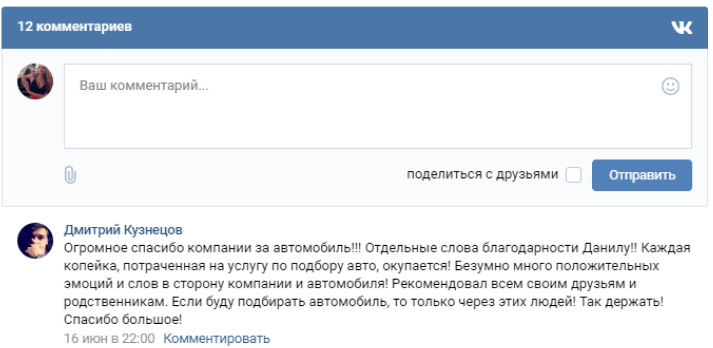 12 комментариев
Ваш комментарий...
поделиться с друзьями
Отправить
Дмитрий Кузнецов
Огромное спасибо компании за автомобиль!!! Отдельные слова благодарности Данилу!! Каждая
копейка, потраченная на услугу по подбору авто, окупается! Безумно много положительных
эмоций и слов в сторону компании и автомобиля! Рекомендовал всем своим друзьям и
родственникам. Если буду подбирать автомобиль, то только через этих людей! Так держать!
Спасибо большое!
16 июн в 22:00 Комментировать